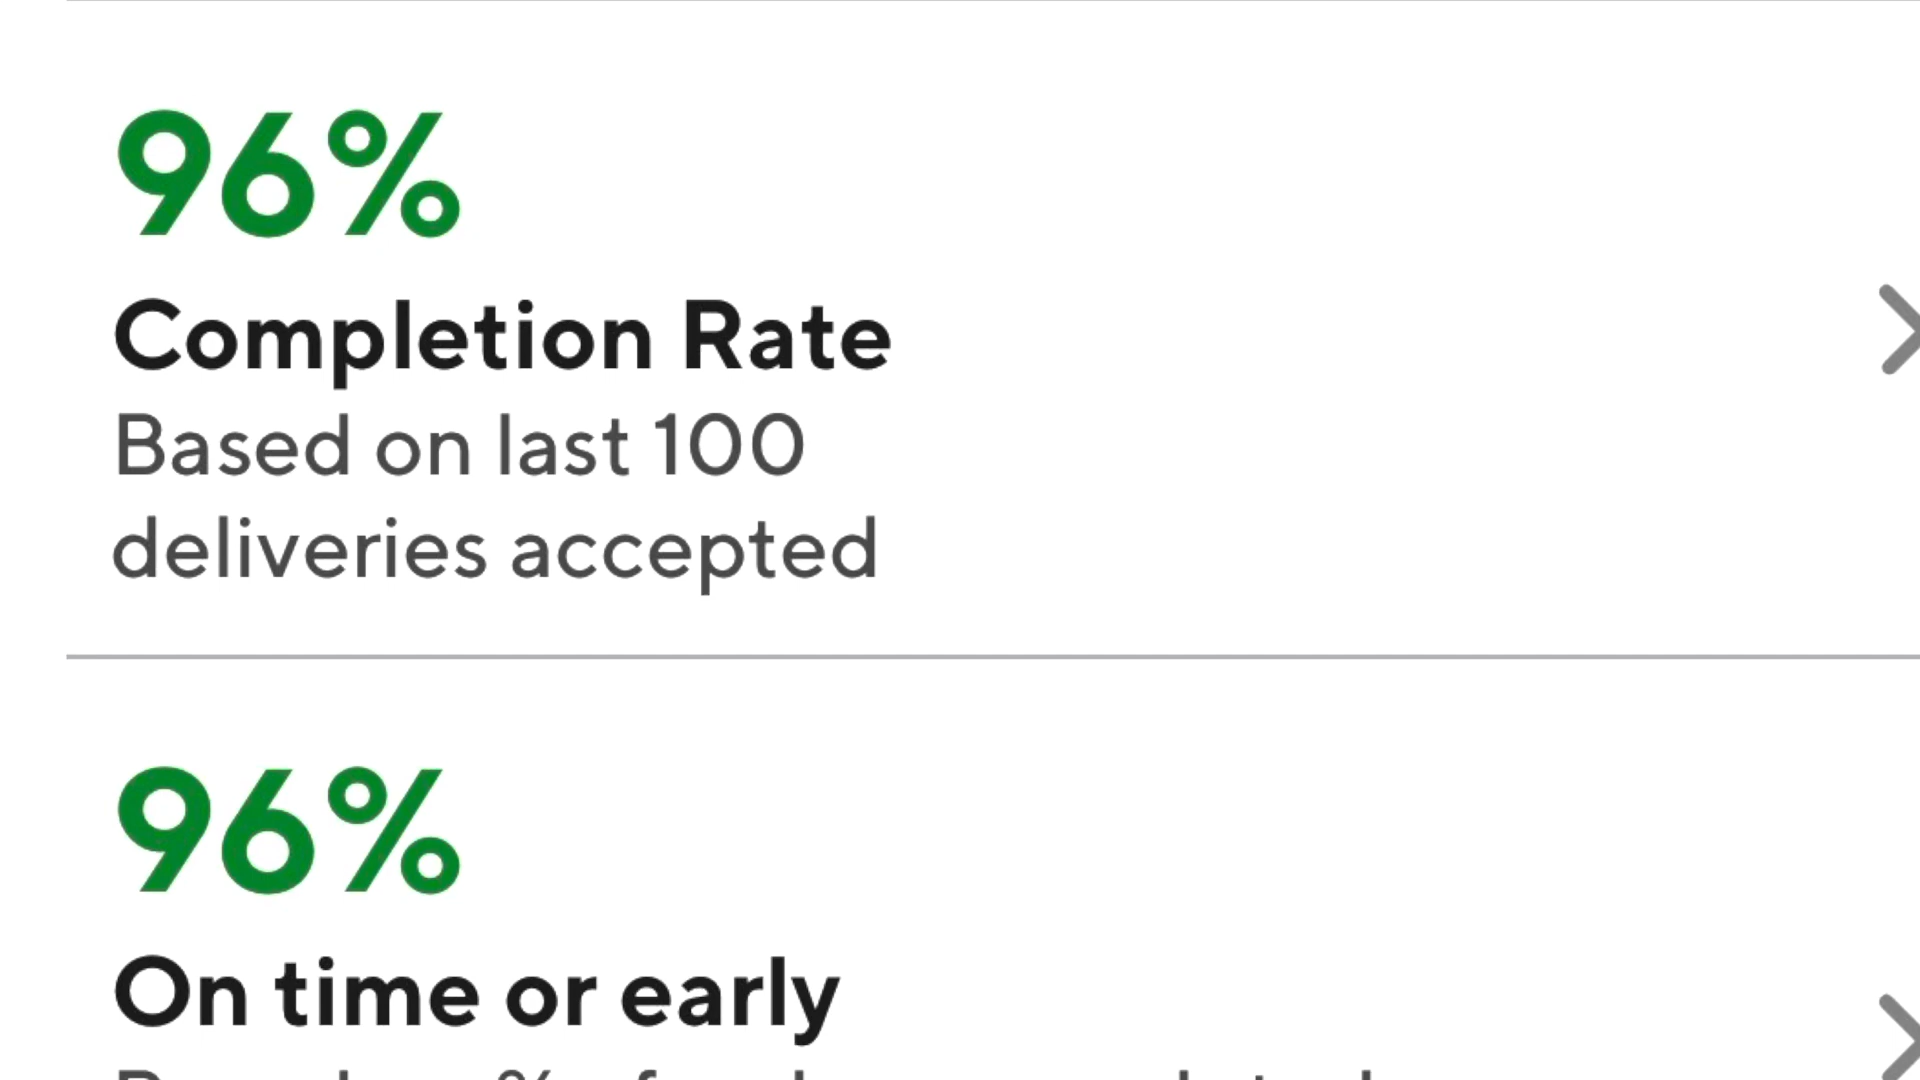 96%
Completion Rate
Based on last 100
deliveries accepted
96%
On time or early